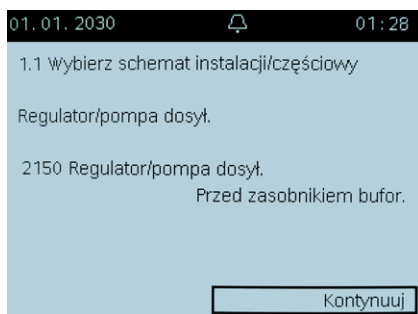 01.01.2030 01:28
1.1 Wybierz schemat instalacji/częściowy
Regulator/pompa dosył.
2150 Regulator/pompa dosył.
Przed zasobnikiem bufor.
Kontynuuj